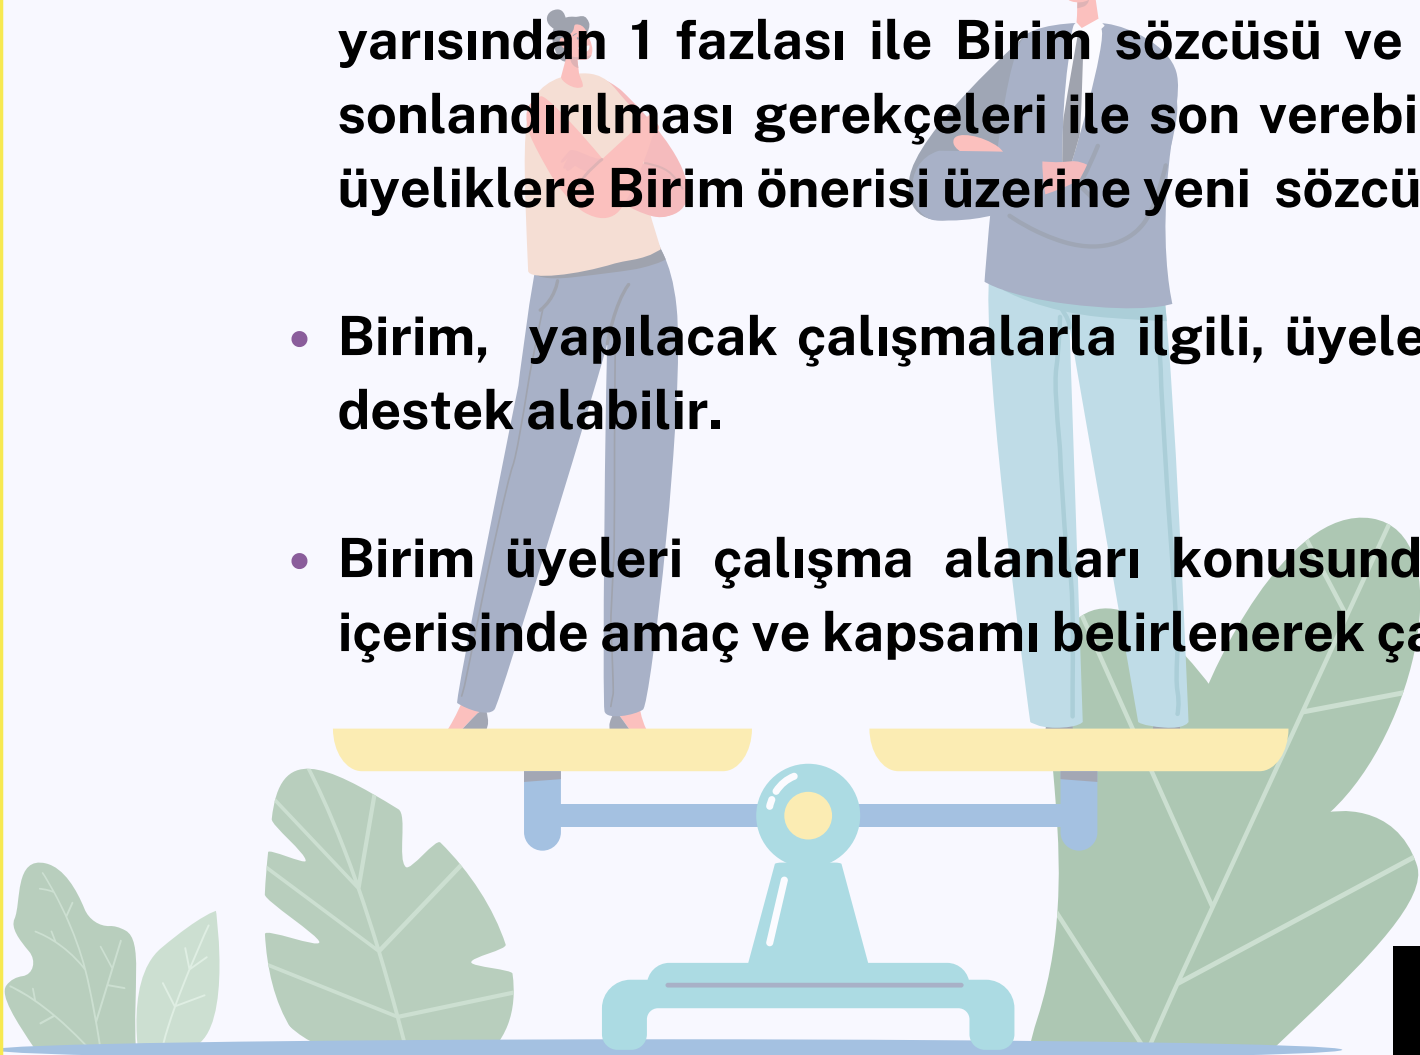 yarısından 1 fazlası ile Birim sözcüsü ve
sonlandırılması gerekçeleri ile son verebi
üyeliklere Birim önerisi üzerine yeni sözcü
• Birim, yapılacak çalışmalarla ilgili, üyele
destek alabilir.
• Birim üyeleri çalışma alanları konusund
içerisinde amaç ve kapsamı belirlenerek ça